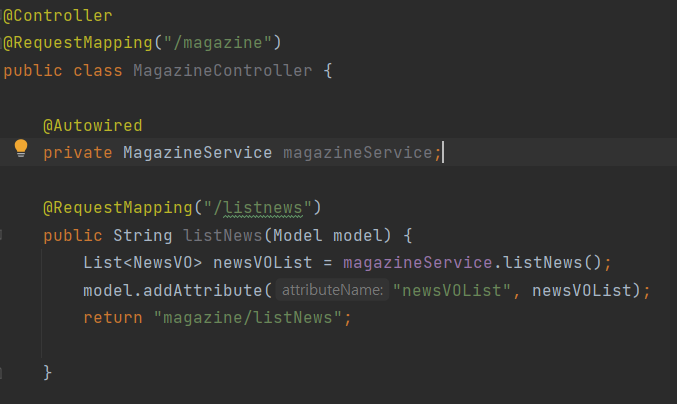 @Controller
@RequestMapping("/magazine")
public class MagazineController {
@Autowired
private MagazineService magazineService;
@RequestMapping("/listnews")
public String listNews(Model model) {
List<NewsVO> newsVOList = magazineService.listNews();
model.addAttribute( attributeName: "newsVOList", newsVOList);
return "magazine/listNews";
}